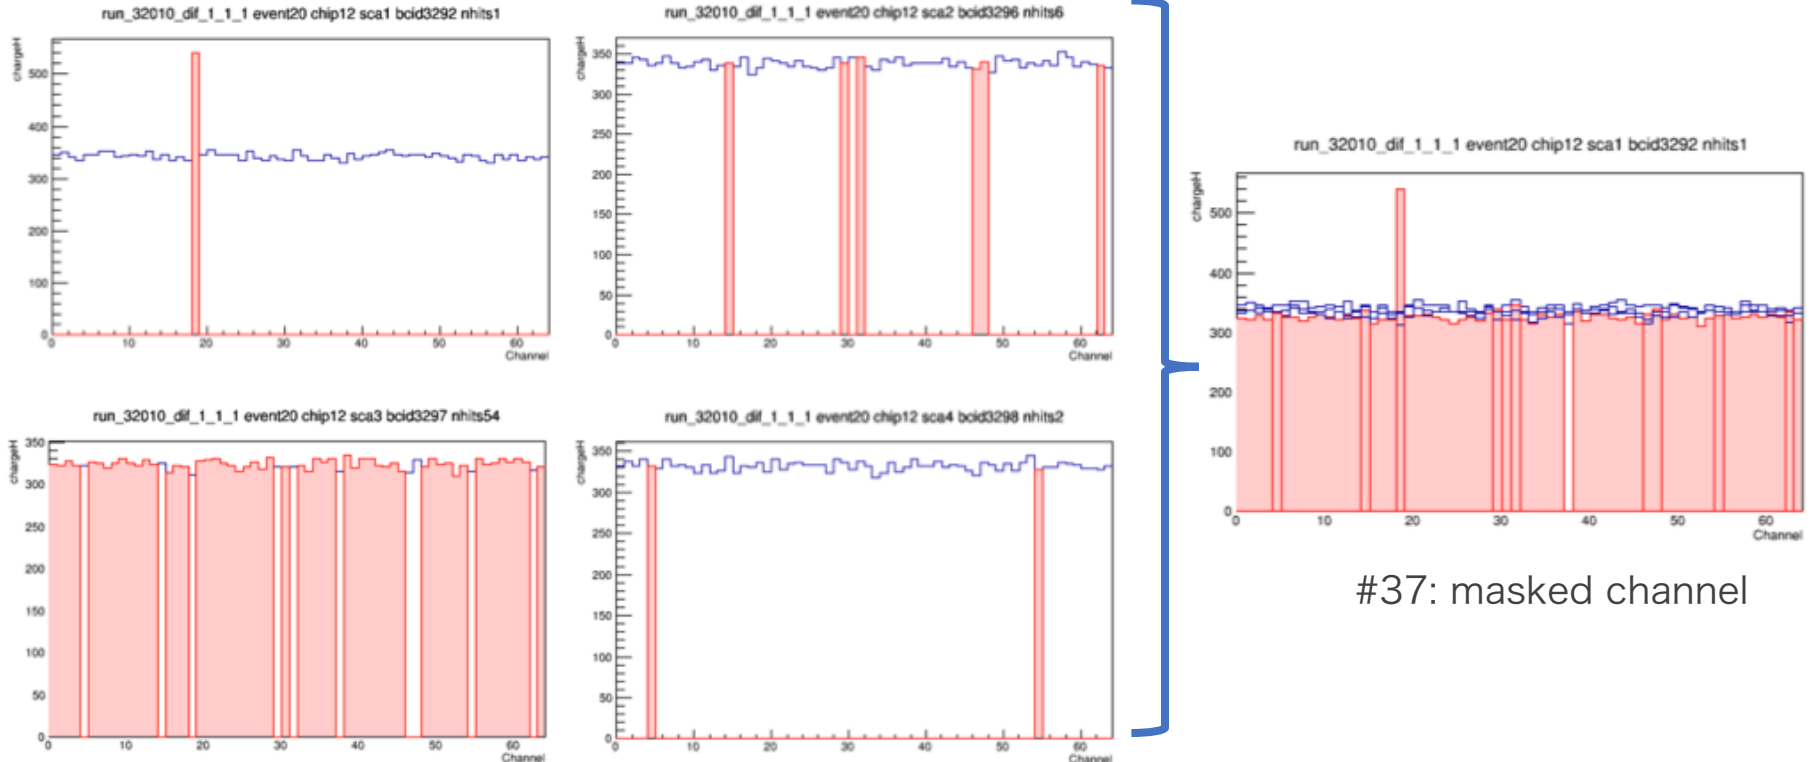 run_32010_dif_1_1_1 event20 chip12 sca1 bcid3292 nhits1
chargeH
500
400
300
200
100
0
0 10 20 30 40 50 60
Channel
run_32010_dif_1_1_1 event20 chip12 sca2 bcid3296 nhits6
chargeH
350
300
250
200
150
100
50
0
0 10 20 30 40 50 60
Channel
run_32010_dif_1_1_1 event20 chip12 sca3 bcid3297 nhits54
chargeH
350
300
250
200
150
100
50
0
0 10 20 30 40 50 60
Channel
run_32010_dif_1_1_1 event20 chip12 sca4 bcid3298 nhits2
chargeH
350
300
250
200
150
100
50
0
0 10 20 30 40 50 60
Channel
run_32010_dif_1_1_1 event20 chip12 sca1 bcid3292 nhits1
chargeH
500
400
300
200
100
0
0 10 20 30 40 50 60
Channel
#37: masked channel